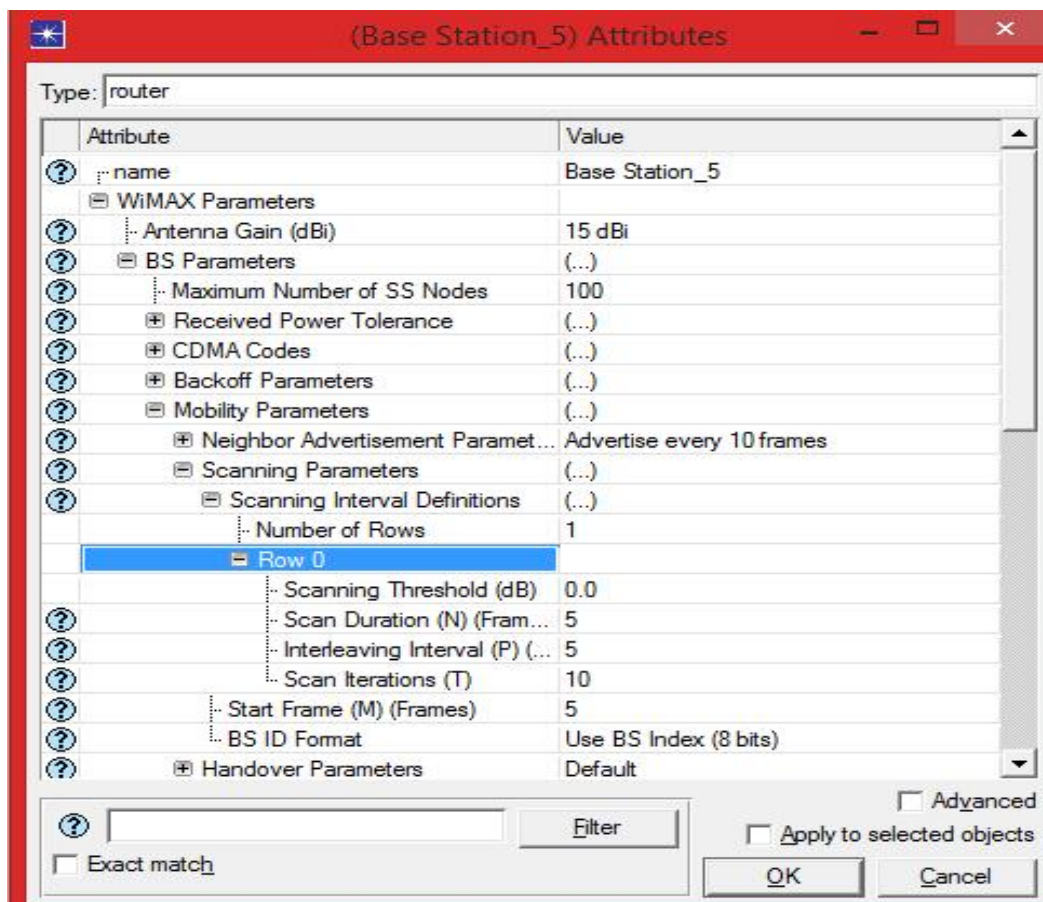 (Base Station_5) Attributes
Type: router
Attribute Value
name Base Station_5
WiMAX Parameters
Antenna Gain (dBi) 15 dBi
BS Parameters (...)
Maximum Number of SS Nodes 100
Received Power Tolerance (...)
CDMA Codes (...)
Backoff Parameters (...)
Mobility Parameters (...)
Neighbor Advertisement Paramet... Advertise every 10 frames
Scanning Parameters (...)
Scanning Interval Definitions (...)
Number of Rows 1
Row 0
Scanning Threshold (dB) 0.0
Scan Duration (N) (Fram... 5
Interleaving Interval (P) (... 5
Scan Iterations (T) 10
Start Frame (M) (Frames) 5
BS ID Format Use BS Index (8 bits)
Handover Parameters Default
Advanced
Filter
Apply to selected objects
Exact match
OK Cancel